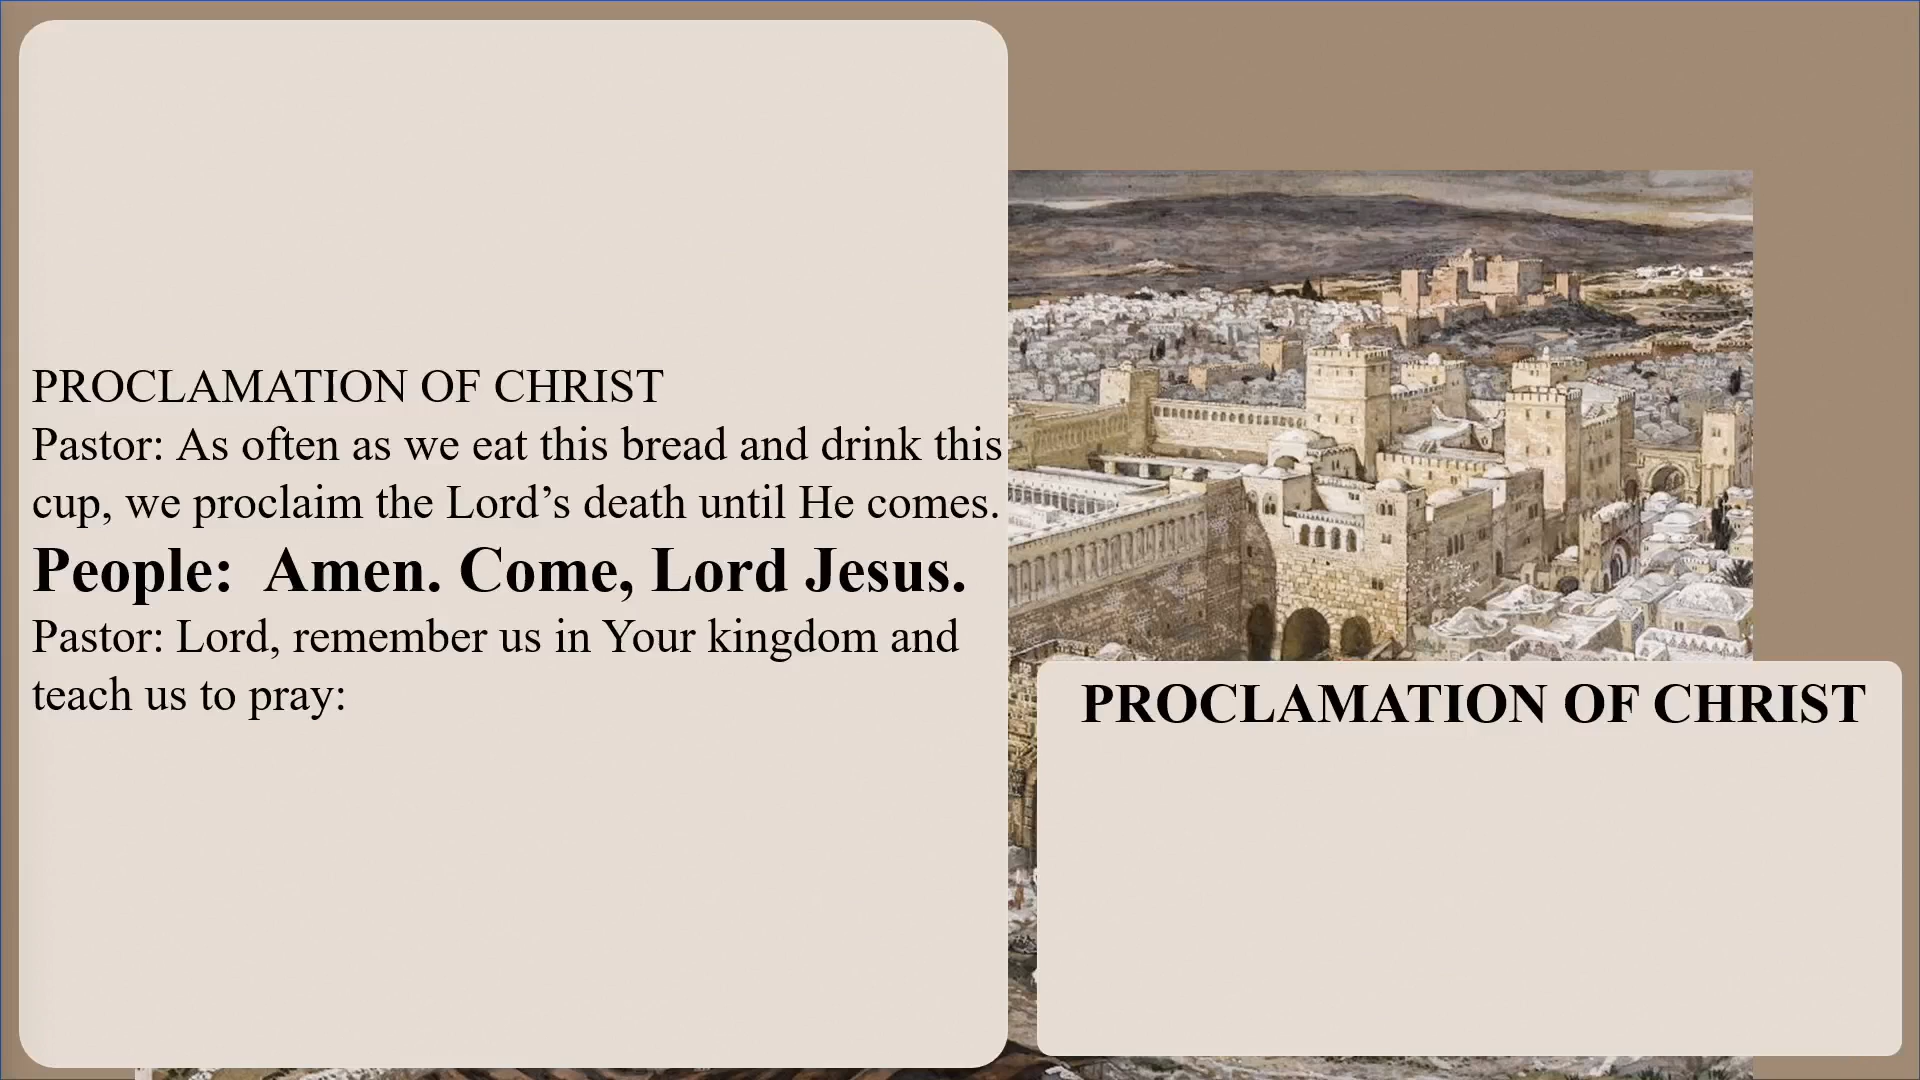 PROCLAMATION OF CHRIST
Pastor: As often as we eat this bread and drink this
cup, we proclaim the Lord’s death until He comes.
People:  Amen. Come, Lord Jesus.
Pastor: Lord, remember us in Your kingdom and
teach us to pray:
PROCLAMATION OF CHRIST